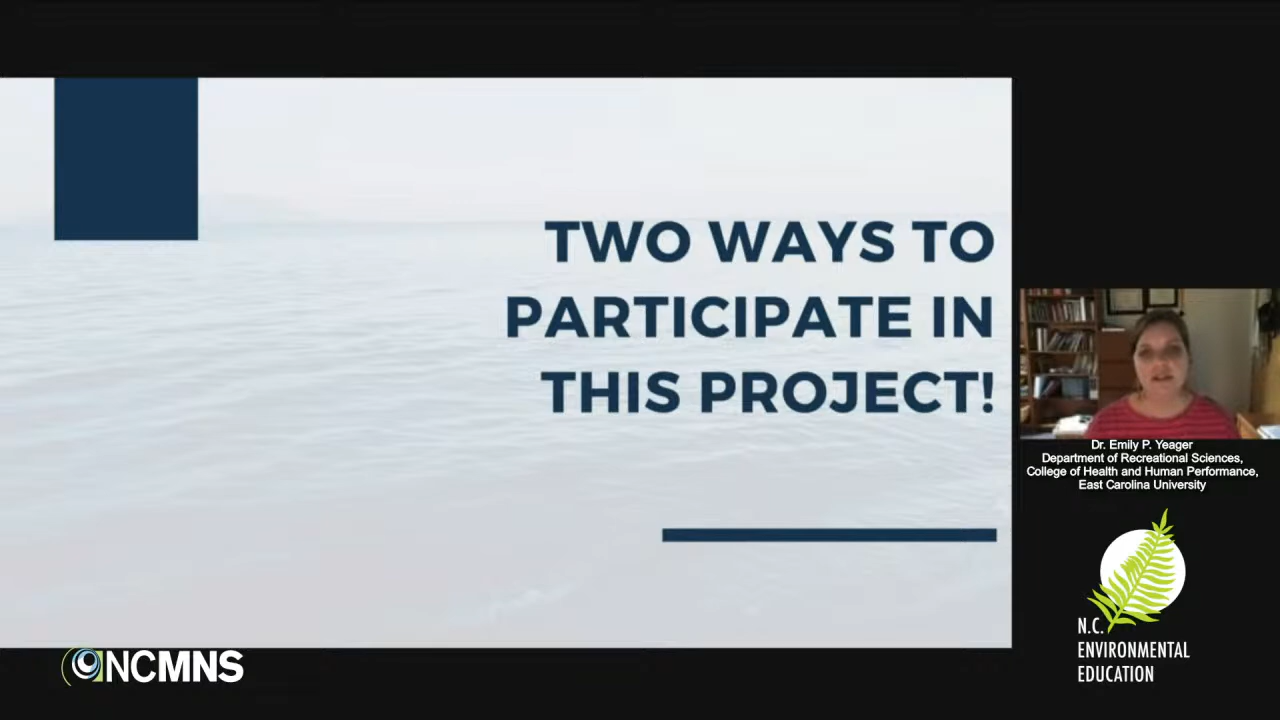 TWO WAYS TO
PARTICIPATE IN
THIS PROJECT!
Dr. Emily P. Yeager
Department of Recreational Sciences,
College of Health and Human Performance,
East Carolina University
N.C.
ENVIRONMENTAL
EDUCATION
NCMNS